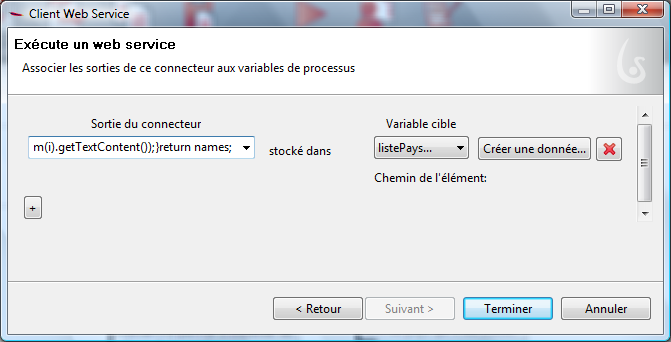 Client Web Service
Exécute un web service
Associer les sorties de ce connecteur aux variables de processus
Sortie du connecteur
Variable cible
m(i).getTextContent());}return names;
stocké dans
listePays...
Créer une donnée...
Chemin de l'élément:
+
< Retour
Suivant >
Terminer
Annuler